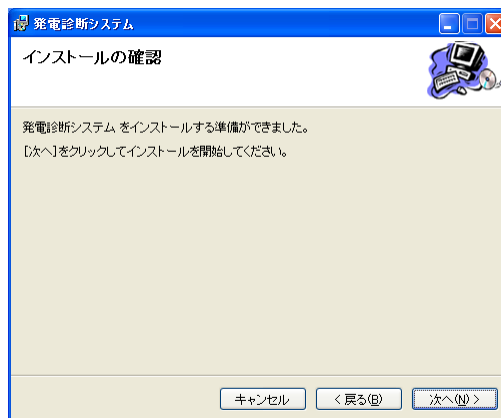 発電診断システム
インストールの確認
発電診断システム をインストールする準備ができました。
[次へ]をクリックしてインストールを開始してください。
キャンセル
< 戻る(B)
次へ(N) >